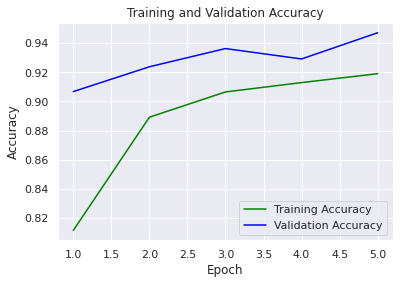 Training and Validation Accuracy
Accuracy
0.94
0.92
0.90
0.88
0.86
0.84
0.82
Training Accuracy
Validation Accuracy
1.0 1.5 2.0 2.5 3.0 3.5 4.0 4.5 5.0
Epoch